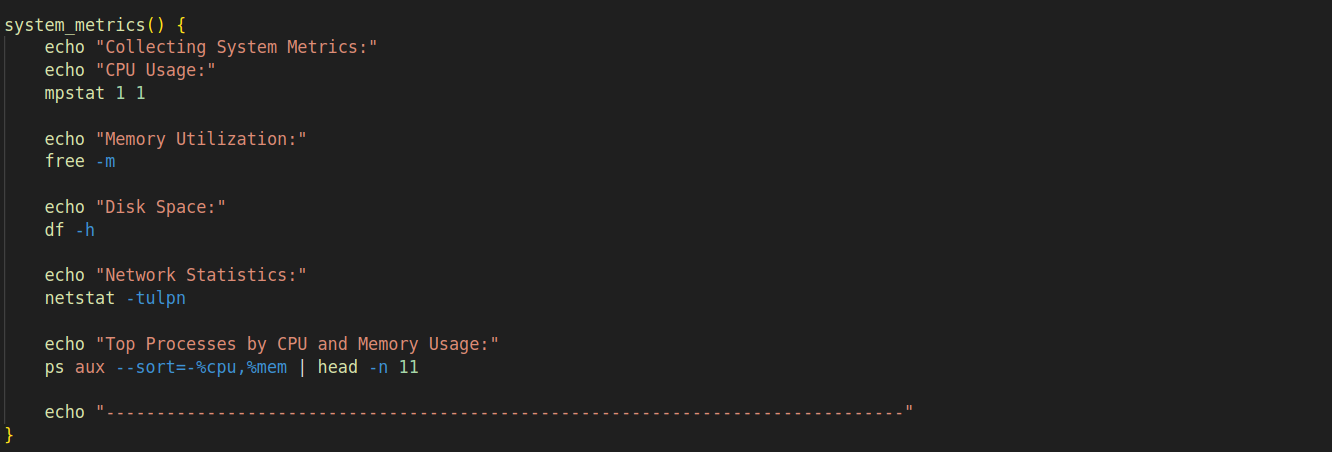 system_metrics() {
    echo "Collecting System Metrics:"
    echo "CPU Usage:"
    mpstat 1 1
    echo "Memory Utilization:"
    free -m
    echo "Disk Space:"
    df -h
    echo "Network Statistics:"
    netstat -tulpn
    echo "Top Processes by CPU and Memory Usage:"
    ps aux --sort=-%cpu,%mem | head -n 11
    echo "-------------------------------------------------------------------------------"
}